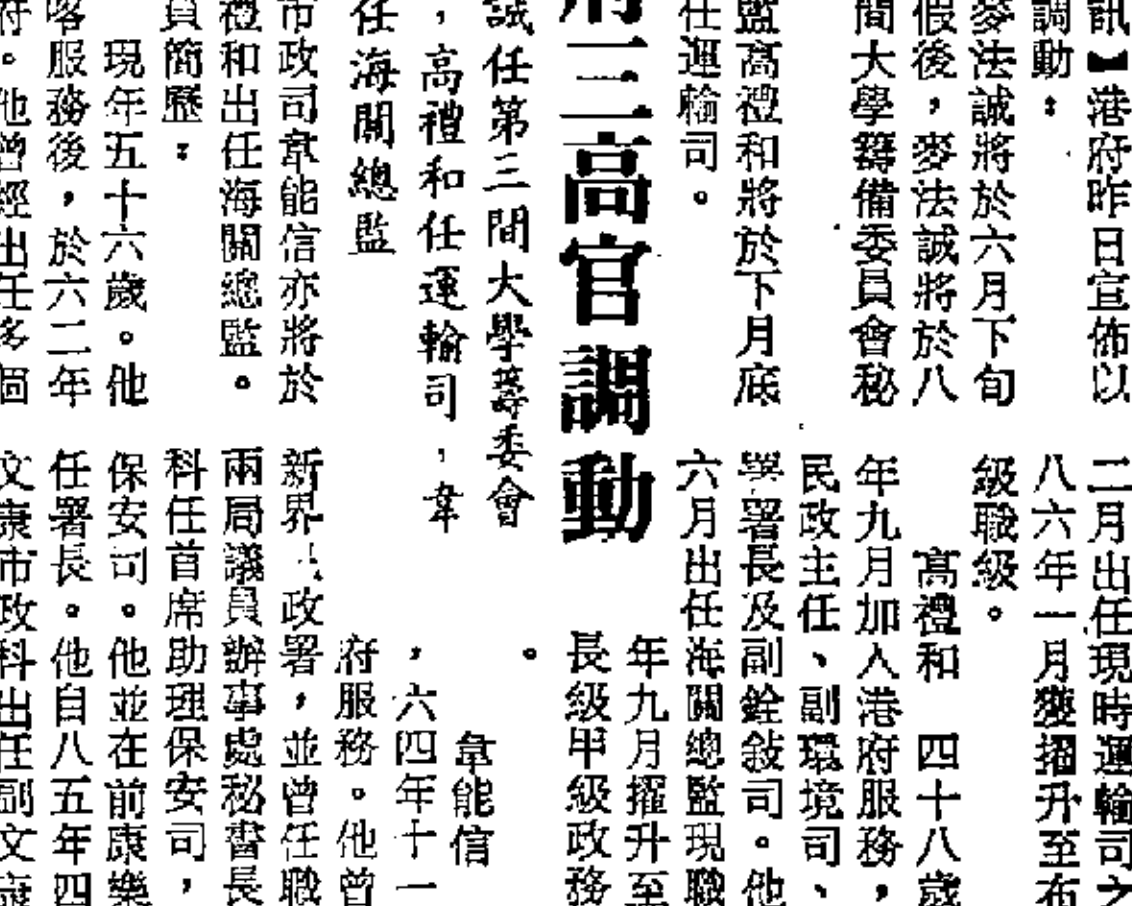 訊】港府昨日宣佈以
調動：
麥法誠將於六月下旬
假後，麥法誠將於八
間大學籌備委員會秘
監高禮和將於下月底
任運輸司。
府三高官調動
誠任第三間大學籌委會
，高禮和任運輸司，韋
任海關總監
市政司韋能信亦將於
禮和出任海關總監。
員簡歷：
現年五十六歲。他
服務後，於六二年
府。他曾經出任多個
二月出任現時運輸司之
八六年一月獲擢升至布
級職級。
高禮和　四十八歲
年九月加入港府服務，
民政主任、副環境司、
署長及副銓敍司。他
六月出任海關總監現職
年九月擢升至
長級甲級政務
。
韋能信
，六四年十一
府服務。他曾
新界 政署，並曾任職
兩局議員辦事處秘書長
科任首席助理保安司，
保安司。他並在前康樂
任署長。他自八五年四
文康市政科出任副文康